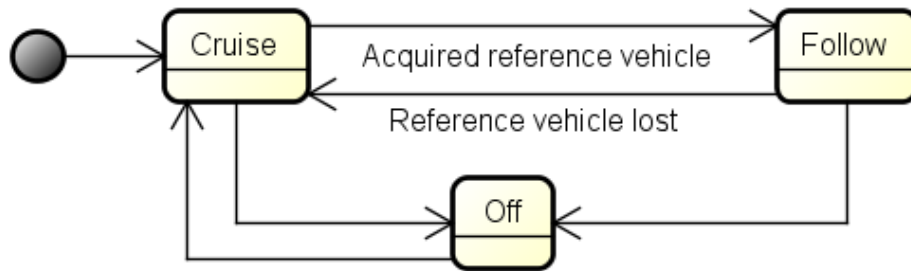 Cruise
Follow
Acquired reference vehicle
Reference vehicle lost
Off